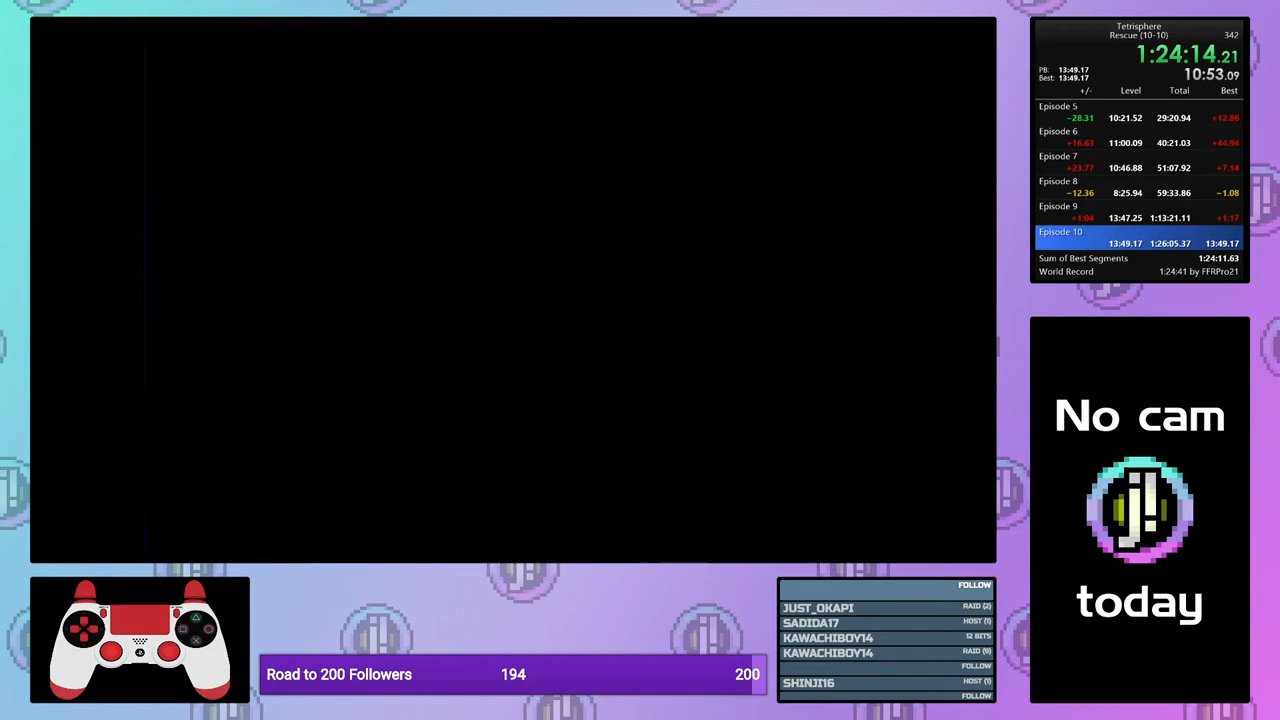 Tetrisphere
Rescue (10-10) 342
1:24:14.21
PB: 13:49.17
Best: 13:49.17
10:53.09
+/- Level Total Best
Episode 5
−28.31 10:21.52 29:20.94 +12.86
Episode 6
+16.63 11:00.09 40:21.03 +44.94
Episode 7
+23.77 10:46.88 51:07.92 +7.14
Episode 8
−12.36 8:25.94 59:33.86 −1.08
Episode 9
+1:04 13:47.25 1:13:21.11 +1:17
Episode 10
13:49.17 1:26:05.37 13:49.17
Sum of Best Segments 1:24:11.63
World Record 1:24:41 by FFRPro21
No cam
today
Road to 200 Followers 194 200
FOLLOW
JUST_OKAPI RAID (2)
SADIDA17 HOST (1)
KAWACHIBOY14 12 BITS
KAWACHIBOY14 RAID (9)
FOLLOW
SHINJI16 HOST (1)
FOLLOW